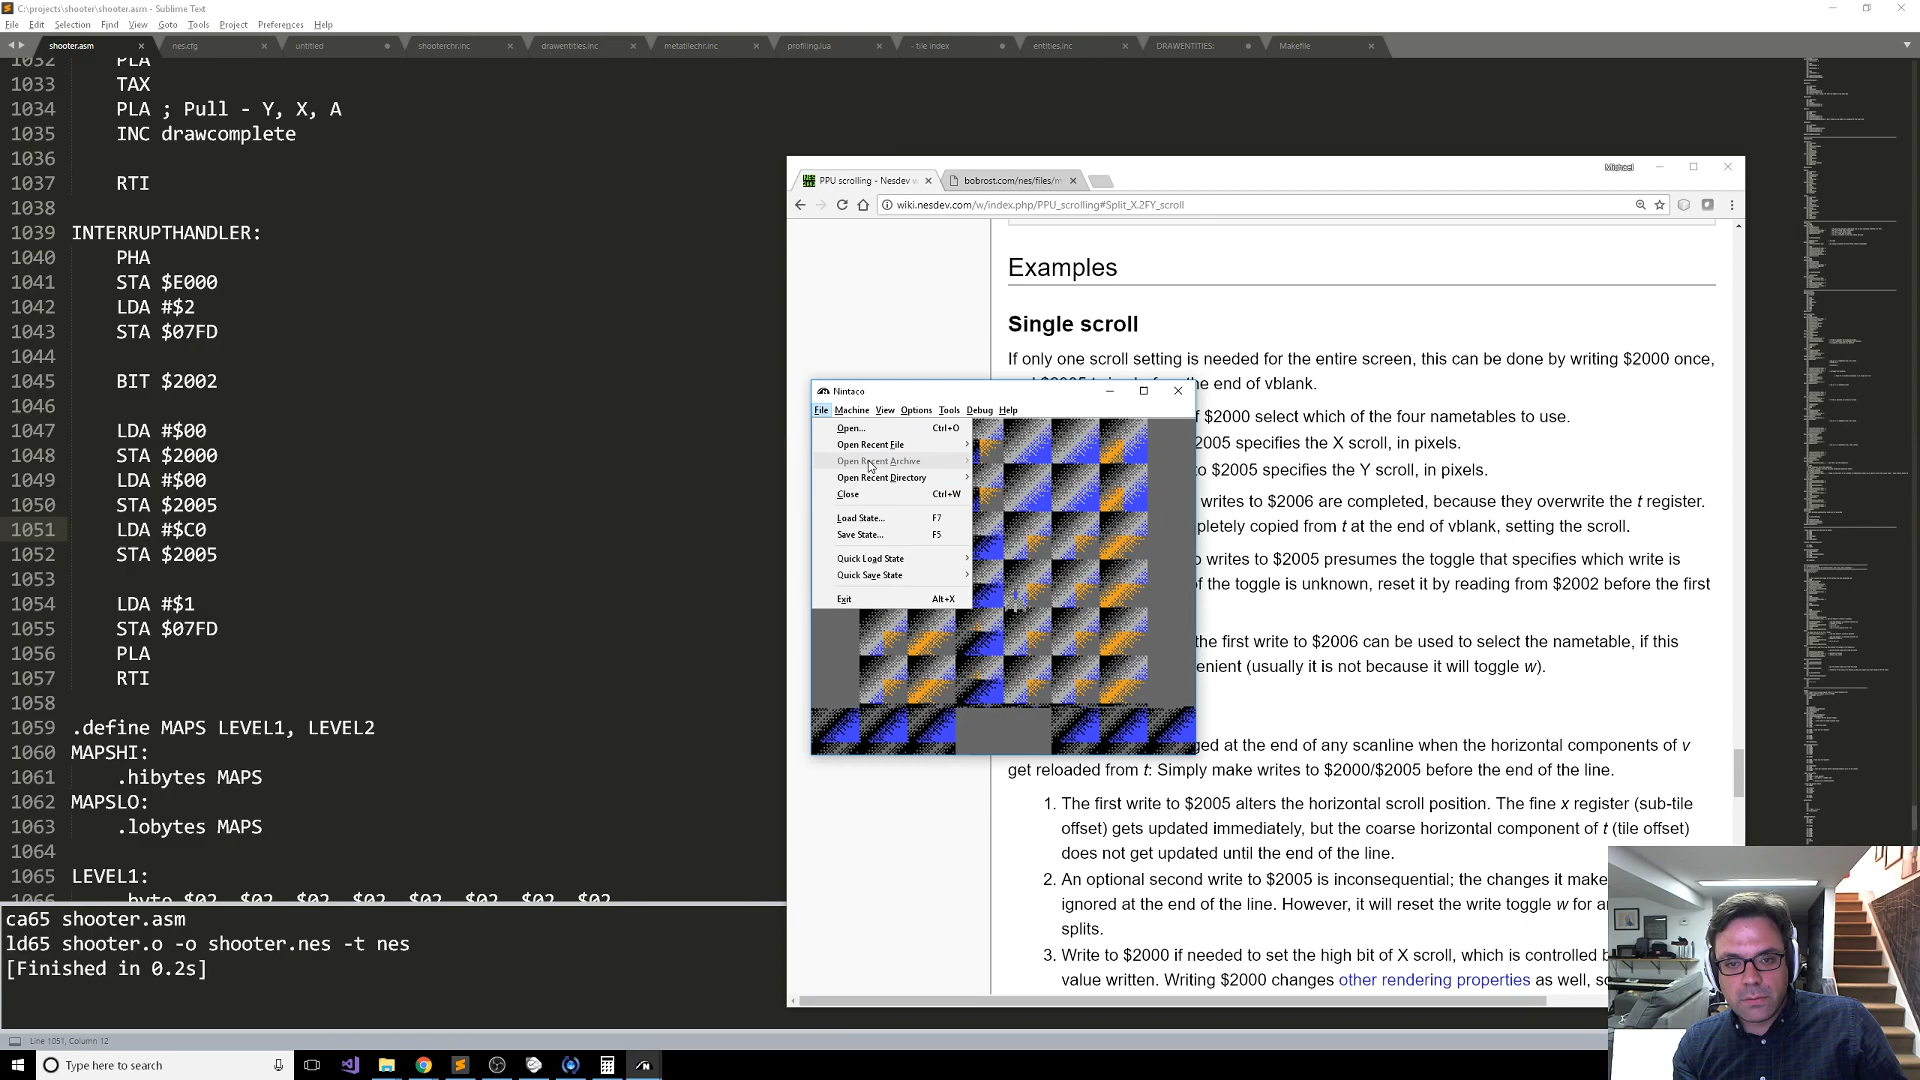 C:\projects\shooter\shooter.asm - Sublime Text
File Edit Selection Find View Goto Tools Project Preferences Help
shooter.asm nes.cfg untitled shooterchr.inc drawentities.inc metatilechr.inc profiling.lua - tile index entities.inc DRAWENTITIES: Makefile
1032 PLA
1033 TAX
1034 PLA ; Pull - Y, X, A
1035 INC drawcomplete
1036
1037 RTI
1038
1039 INTERRUPTHANDLER:
1040 PHA
1041 STA $E000
1042 LDA #$2
1043 STA $07FD
1044
1045 BIT $2002
1046
1047 LDA #$00
1048 STA $2000
1049 LDA #$00
1050 STA $2005
1051 LDA #$C0
1052 STA $2005
1053
1054 LDA #$1
1055 STA $07FD
1056 PLA
1057 RTI
1058
1059 .define MAPS LEVEL1, LEVEL2
1060 MAPSHI:
1061 .hibytes MAPS
1062 MAPSLO:
1063 .lobytes MAPS
1064
1065 LEVEL1:
1066 .byte $02, $02, $02, $02, $02, $02
ca65 shooter.asm
ld65 shooter.o -o shooter.nes -t nes
[Finished in 0.2s]
Line 1051, Column 12
Type here to search
Michael
PPU scrolling - Nesdev w
bobrost.com/nes/files/m
wiki.nesdev.com/w/index.php/PPU_scrolling#Split_X.2FY_scroll
Examples
Single scroll
If only one scroll setting is needed for the entire screen, this can be done by writing $2000 once,
the end of vblank.
$2000 select which of the four nametables to use.
2005 specifies the X scroll, in pixels.
to $2005 specifies the Y scroll, in pixels.
writes to $2006 are completed, because they overwrite the t register.
pletely copied from t at the end of vblank, setting the scroll.
writes to $2005 presumes the toggle that specifies which write is
of the toggle is unknown, reset it by reading from $2002 before the first
the first write to $2006 can be used to select the nametable, if this
enient (usually it is not because it will toggle w).
ged at the end of any scanline when the horizontal components of v
get reloaded from t: Simply make writes to $2000/$2005 before the end of the line.
1. The first write to $2005 alters the horizontal scroll position. The fine x register (sub-tile
offset) gets updated immediately, but the coarse horizontal component of t (tile offset)
does not get updated until the end of the line.
2. An optional second write to $2005 is inconsequential; the changes it make
ignored at the end of the line. However, it will reset the write toggle w for a
splits.
3. Write to $2000 if needed to set the high bit of X scroll, which is controlled b
value written. Writing $2000 changes other rendering properties as well, so
Nintaco
File Machine View Options Tools Debug Help
Open... Ctrl+O
Open Recent File
Open Recent Archive
Open Recent Directory
Close Ctrl+W
Load State... F7
Save State... F5
Quick Load State
Quick Save State
Exit Alt+X